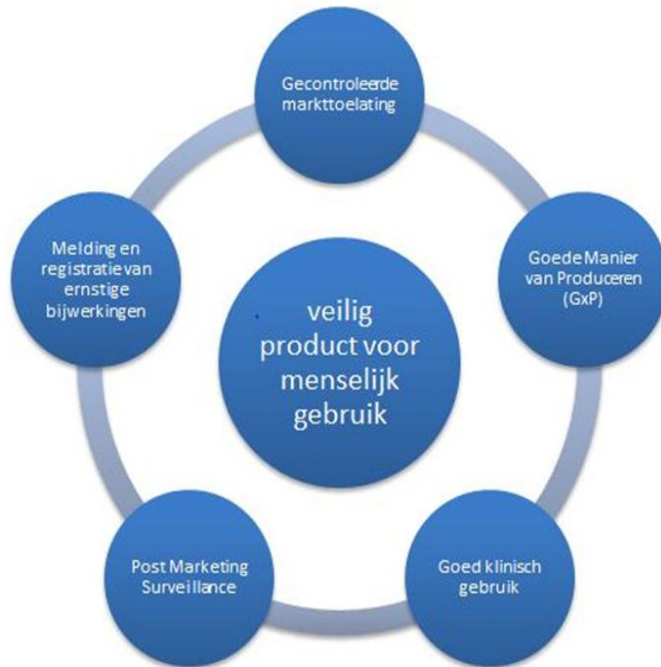 Gecontroleerde
markttoelating
Goede Manier
van Produceren
(GxP)
Goed klinisch
gebruik
Post Marketing
Surveillance
Melding en
registratie van
ernstige
bijwerkingen
veilig
product voor
menselijk
gebruik